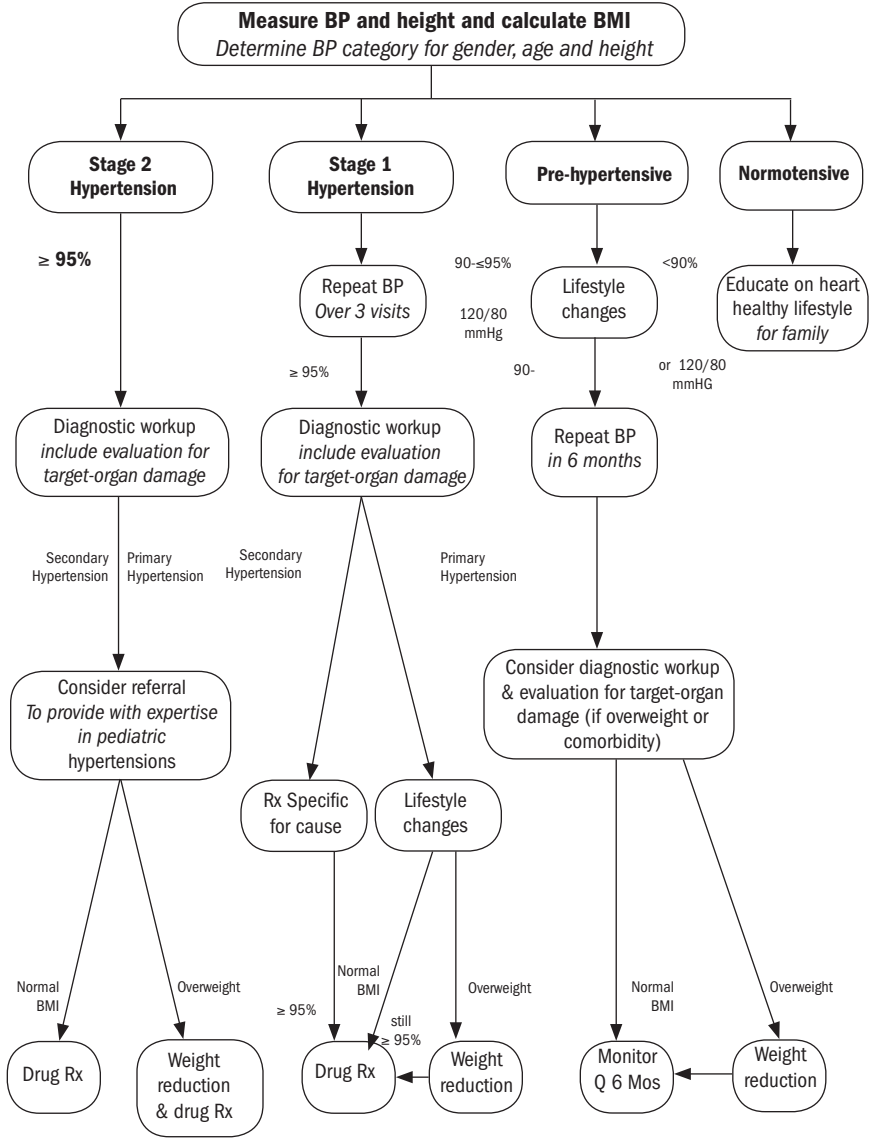 Measure BP and height and calculate BMI
Determine BP category for gender, age and height
Stage 2
Hypertension
Stage 1
Hypertension
Pre-hypertensive
Normotensive
≥ 95%
Repeat BP
Over 3 visits
90-≤95%
Lifestyle
changes
<90%
Educate on heart
healthy lifestyle
for family
120/80
mmHg
≥ 95%
90-
or 120/80
mmHG
Diagnostic workup
include evaluation for
target-organ damage
Diagnostic workup
include evaluation
for target-organ damage
Repeat BP
in 6 months
Secondary
Hypertension
Primary
Hypertension
Secondary
Hypertension
Primary
Hypertension
Consider referral
To provide with expertise
in pediatric
hypertensions
Consider diagnostic workup
& evaluation for target-organ
damage (if overweight or
comorbidity)
Rx Specific
for cause
Lifestyle
changes
Normal
BMI
Overweight
≥ 95%
Normal
BMI
still
≥ 95%
Overweight
Normal
BMI
Overweight
Drug Rx
Weight
reduction
& drug Rx
Drug Rx
Weight
reduction
Monitor
Q 6 Mos
Weight
reduction